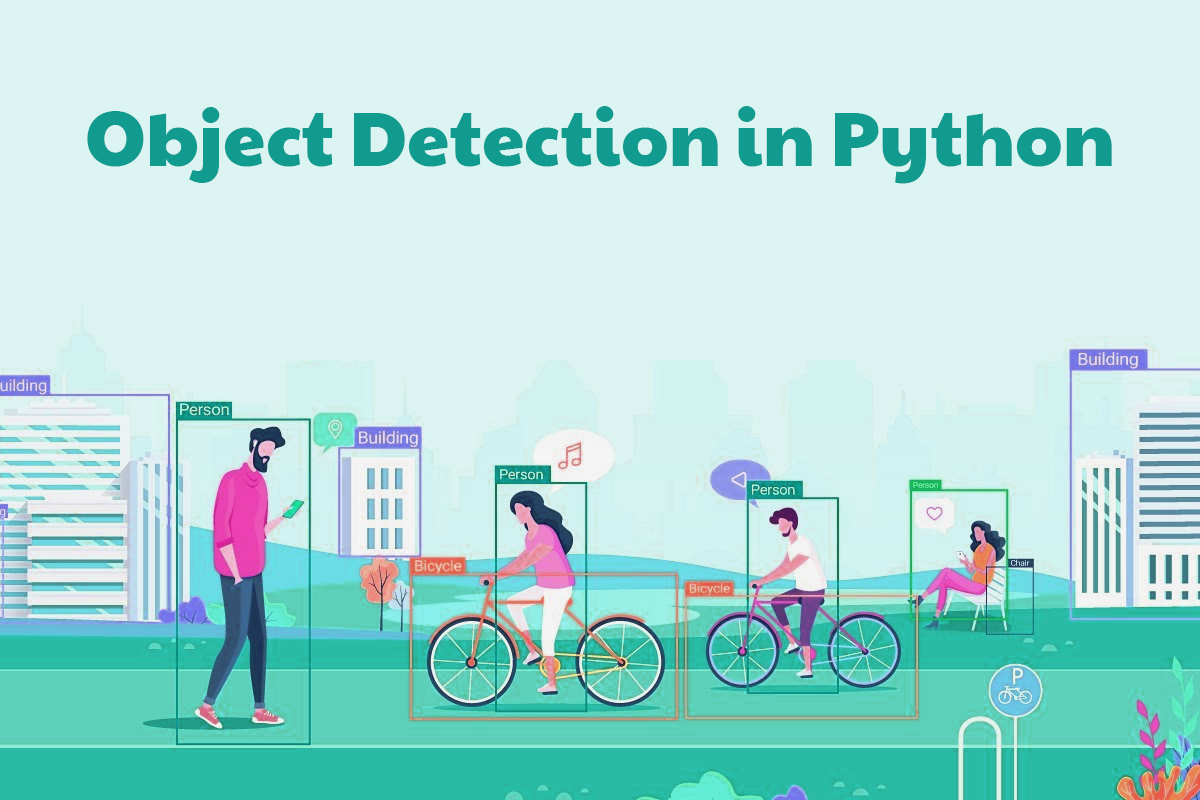 Object Detection in Python
Building
uilding
Person
Building
Person
Person
Person
Chair
Bicycle
Bicycle
P